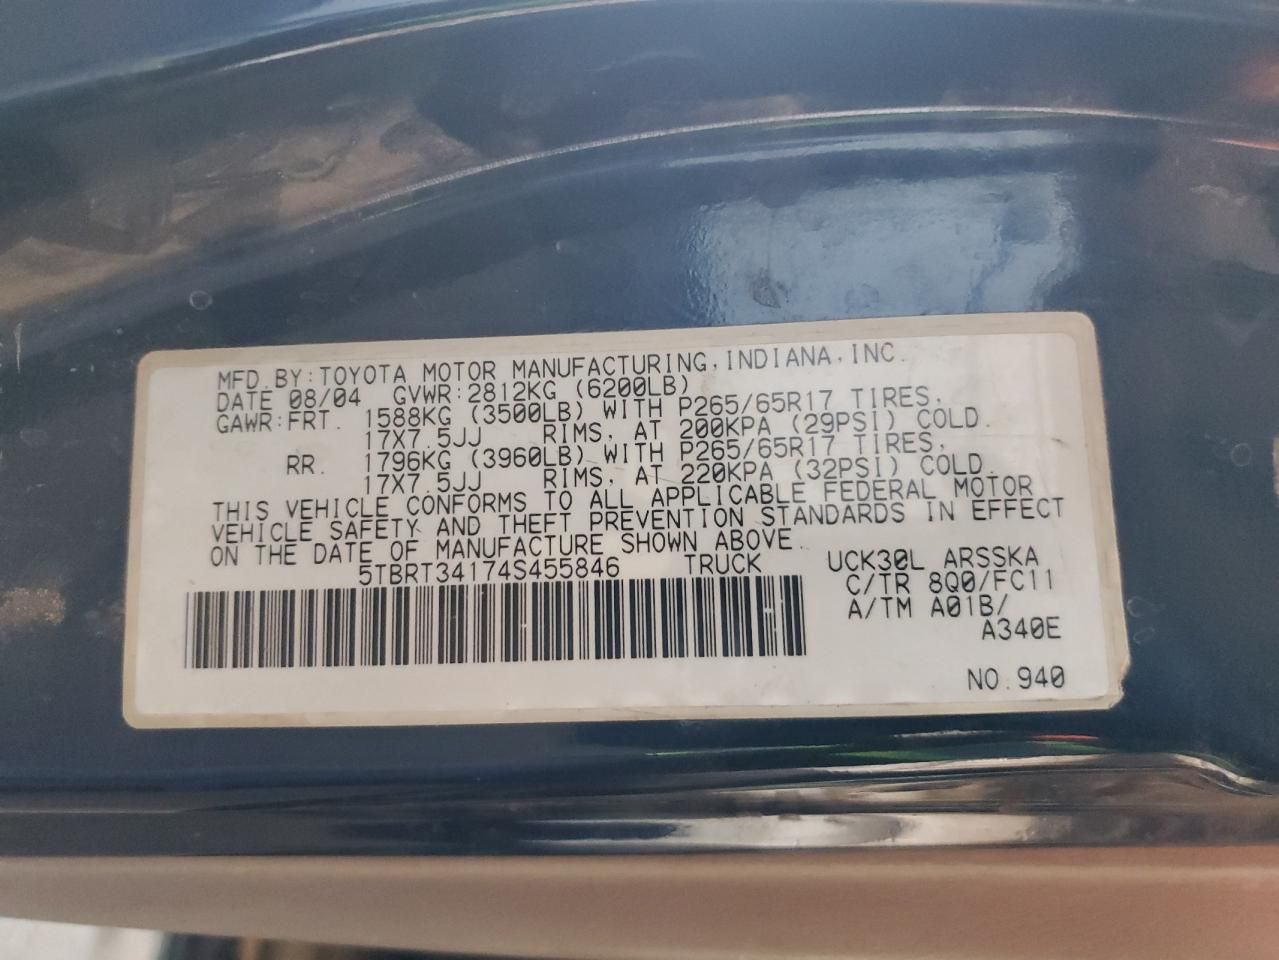 MFD.BY:TOYOTA MOTOR MANUFACTURING,INDIANA,INC.
DATE 08/04 GVWR:2812KG (6200LB)
GAWR:FRT. 1588KG (3500LB) WITH P265/65R17 TIRES,
17X7.5JJ RIMS, AT 200KPA (29PSI) COLD.
RR. 1796KG (3960LB) WITH P265/65R17 TIRES,
17X7.5JJ RIMS, AT 220KPA (32PSI) COLD.
THIS VEHICLE CONFORMS TO ALL APPLICABLE FEDERAL MOTOR
VEHICLE SAFETY AND THEFT PREVENTION STANDARDS IN EFFECT
ON THE DATE OF MANUFACTURE SHOWN ABOVE.
5TBRT34174S455846 TRUCK
UCK30L ARSSKA
C/TR 8Q0/FC11
A/TM A01B/
A340E
NO.940